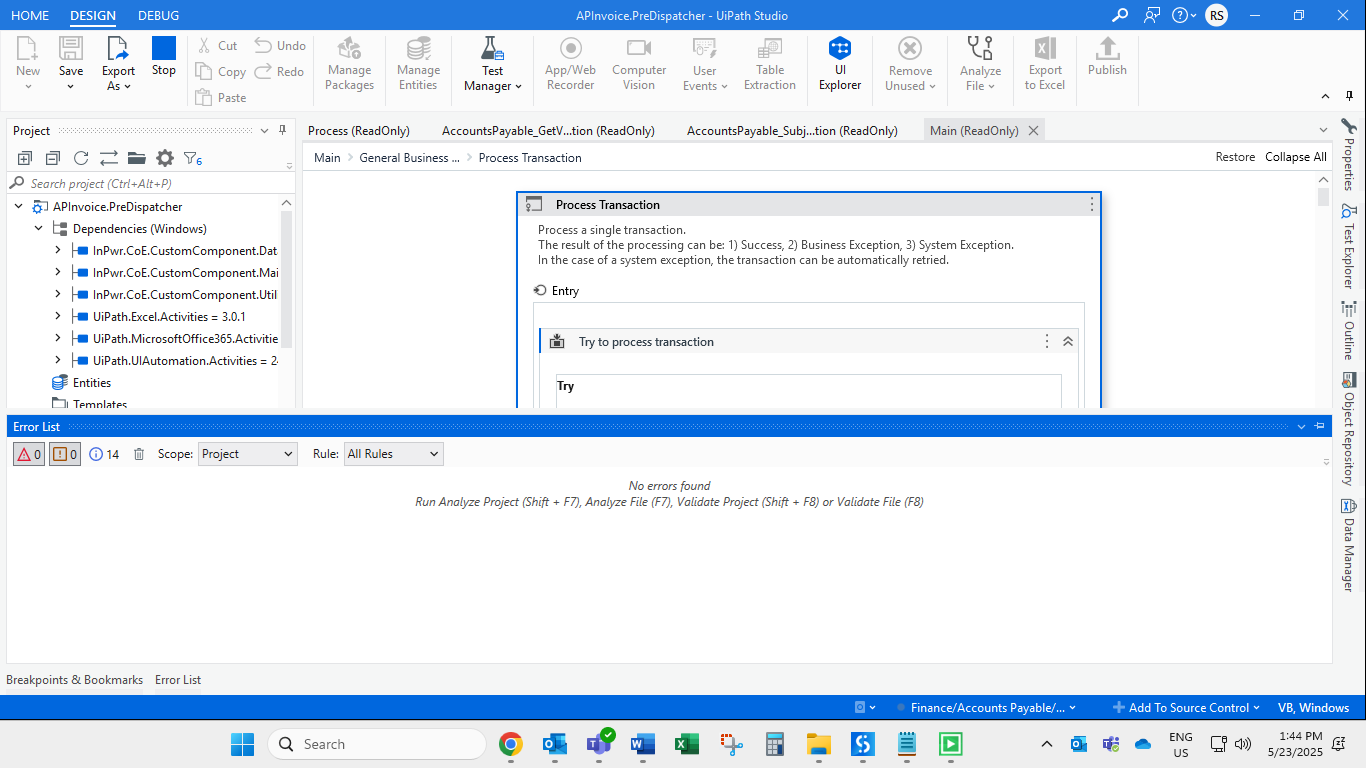 HOME DESIGN DEBUG APInvoice.PreDispatcher - UiPath Studio RS
New Save Export As Stop Cut Copy Paste Undo Redo Manage Packages Manage Entities Test Manager App/Web Recorder Computer Vision User Events Table Extraction UI Explorer Remove Unused Analyze File Export to Excel Publish
Project
6
Search project (Ctrl+Alt+P)
APInvoice.PreDispatcher
Dependencies (Windows)
InPwr.CoE.CustomComponent.Dat
InPwr.CoE.CustomComponent.Mai
InPwr.CoE.CustomComponent.Util
UiPath.Excel.Activities = 3.0.1
UiPath.MicrosoftOffice365.Activitie
UiPath.UIAutomation.Activities = 2
Entities
Templates
Process (ReadOnly) AccountsPayable_GetV...tion (ReadOnly) AccountsPayable_Subj...tion (ReadOnly) Main (ReadOnly)
Main General Business ... Process Transaction Restore Collapse All
Process Transaction
Process a single transaction.
The result of the processing can be: 1) Success, 2) Business Exception, 3) System Exception.
In the case of a system exception, the transaction can be automatically retried.
Entry
Try to process transaction
Try
Properties
Test Explorer
Outline
Object Repository
Data Manager
Error List
0 0 14 Scope: Project Rule: All Rules
No errors found
Run Analyze Project (Shift + F7), Analyze File (F7), Validate Project (Shift + F8) or Validate File (F8)
Breakpoints & Bookmarks Error List
Finance/Accounts Payable/... Add To Source Control VB, Windows
Search
ENG
US
1:44 PM
5/23/2025